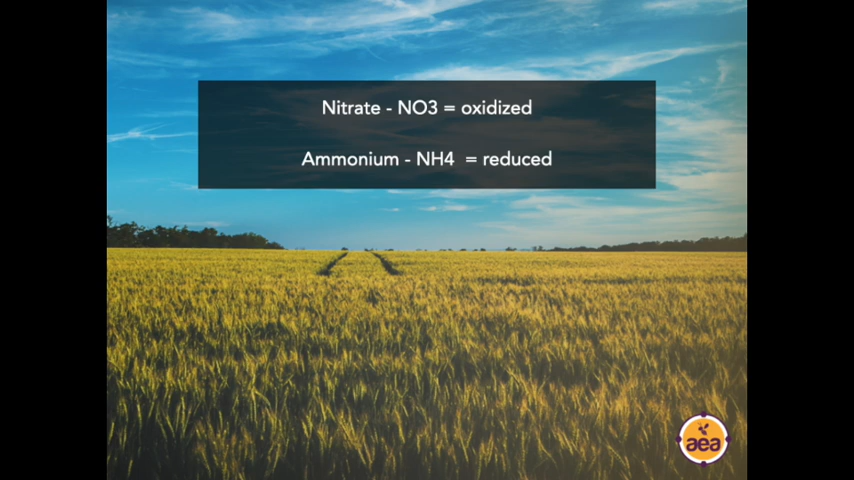 Nitrate - NO3 = oxidized
Ammonium - NH4 = reduced
aea